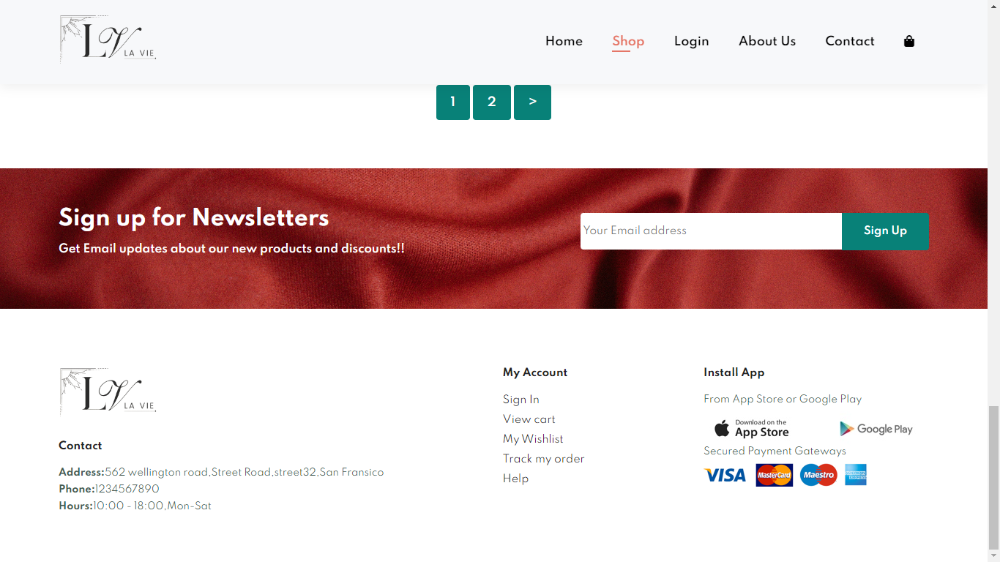 LV LA VIE
Home Shop Login About Us Contact
1 2 >
Sign up for Newsletters
Get Email updates about our new products and discounts!!
Your Email address Sign Up
LV LA VIE
Contact
Address:562 wellington road,Street Road,street32,San Fransico
Phone:1234567890
Hours:10:00 - 18:00,Mon-Sat
My Account
Sign In
View cart
My Wishlist
Track my order
Help
Install App
From App Store or Google Play
Download on the
App Store
Google Play
Secured Payment Gateways
VISA MasterCard Maestro AMERICAN EXPRESS